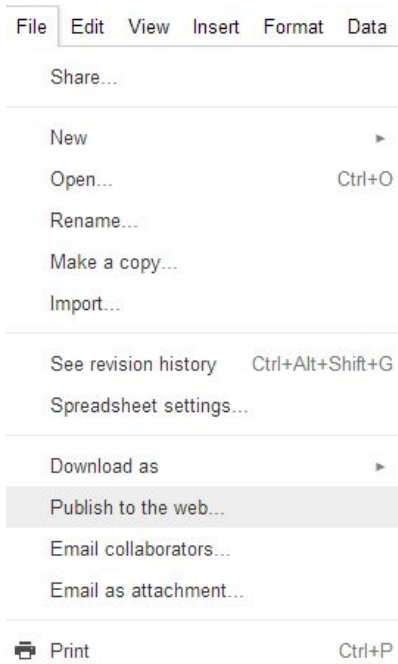 File Edit View Insert Format Data
Share...
New ►
Open... Ctrl+O
Rename...
Make a copy...
Import...
See revision history Ctrl+Alt+Shift+G
Spreadsheet settings...
Download as ►
Publish to the web...
Email collaborators...
Email as attachment...
Print Ctrl+P